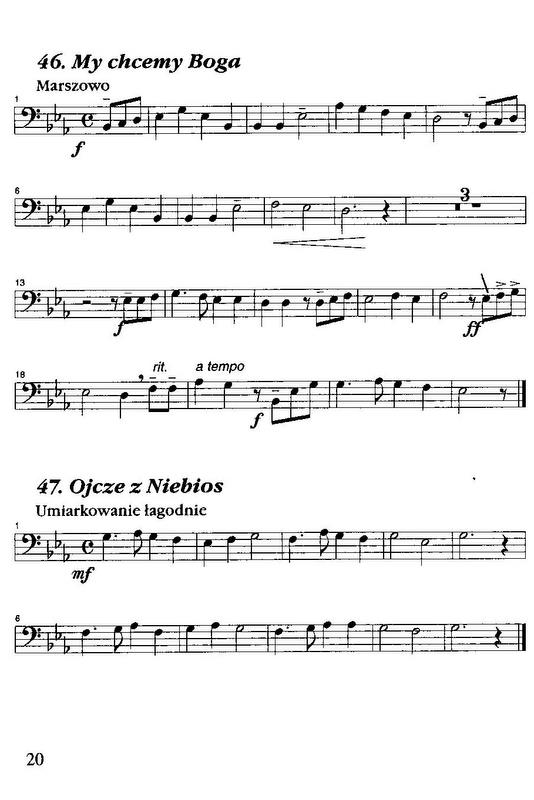 46. My chcemy Boga
Marszowo
1
f
6
3
13
f
ff
18
rit. a tempo
f
47. Ojcze z Niebios
Umiarkowanie łagodnie
1
mf
6
20